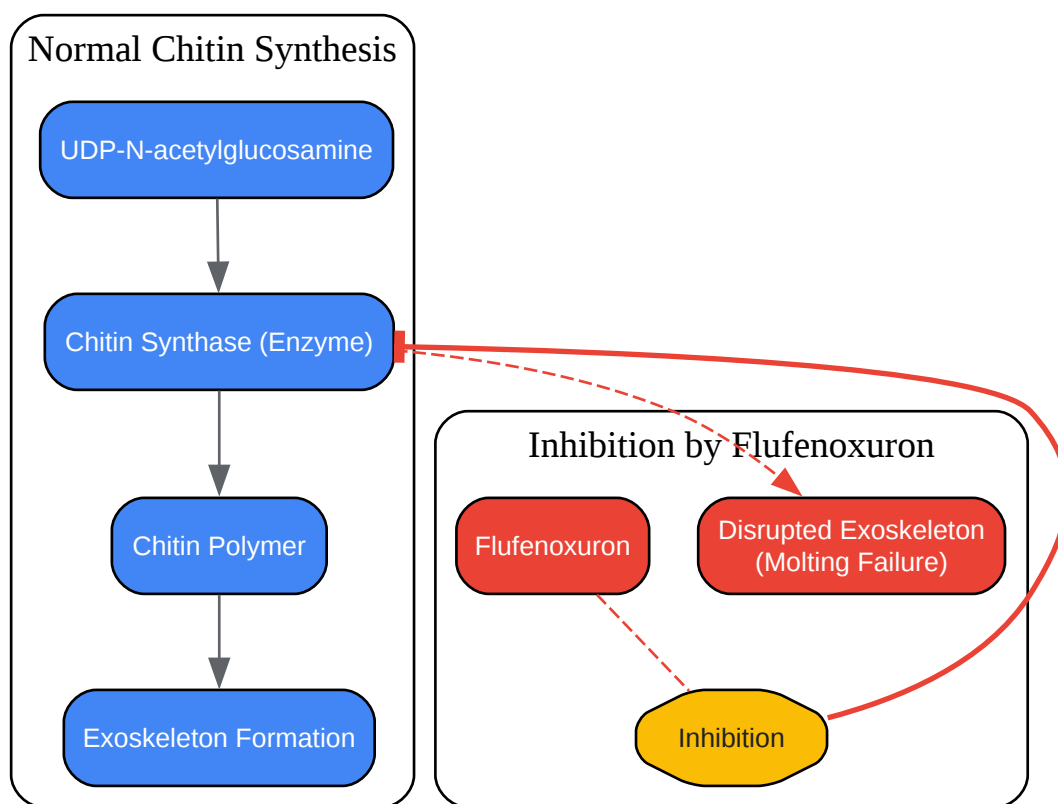 Normal Chitin Synthesis
UDP-N-acetylglucosamine
Chitin Synthase (Enzyme)
Chitin Polymer
Exoskeleton Formation
Inhibition by Flufenoxuron
Flufenoxuron
Disrupted Exoskeleton
(Molting Failure)
Inhibition